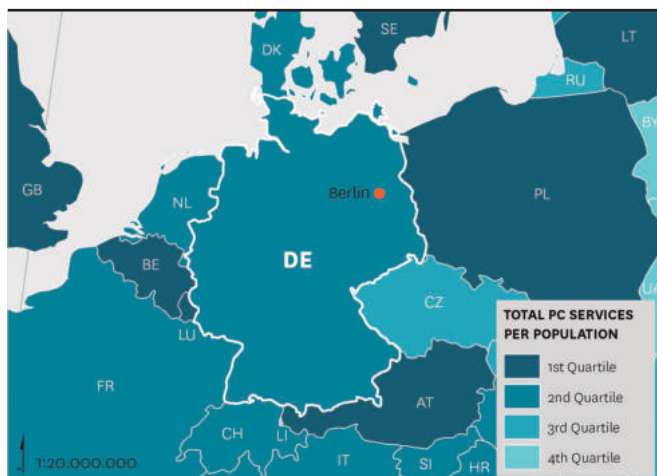 SE
LT
DK
RU
BY
GB
NL
Berlin
PL
DE
BE
UA
CZ
LU
FR
AT
CH
LI
IT
SI
HR
1:20.000.000
TOTAL PC SERVICES
PER POPULATION
1st Quartile
2nd Quartile
3rd Quartile
4th Quartile